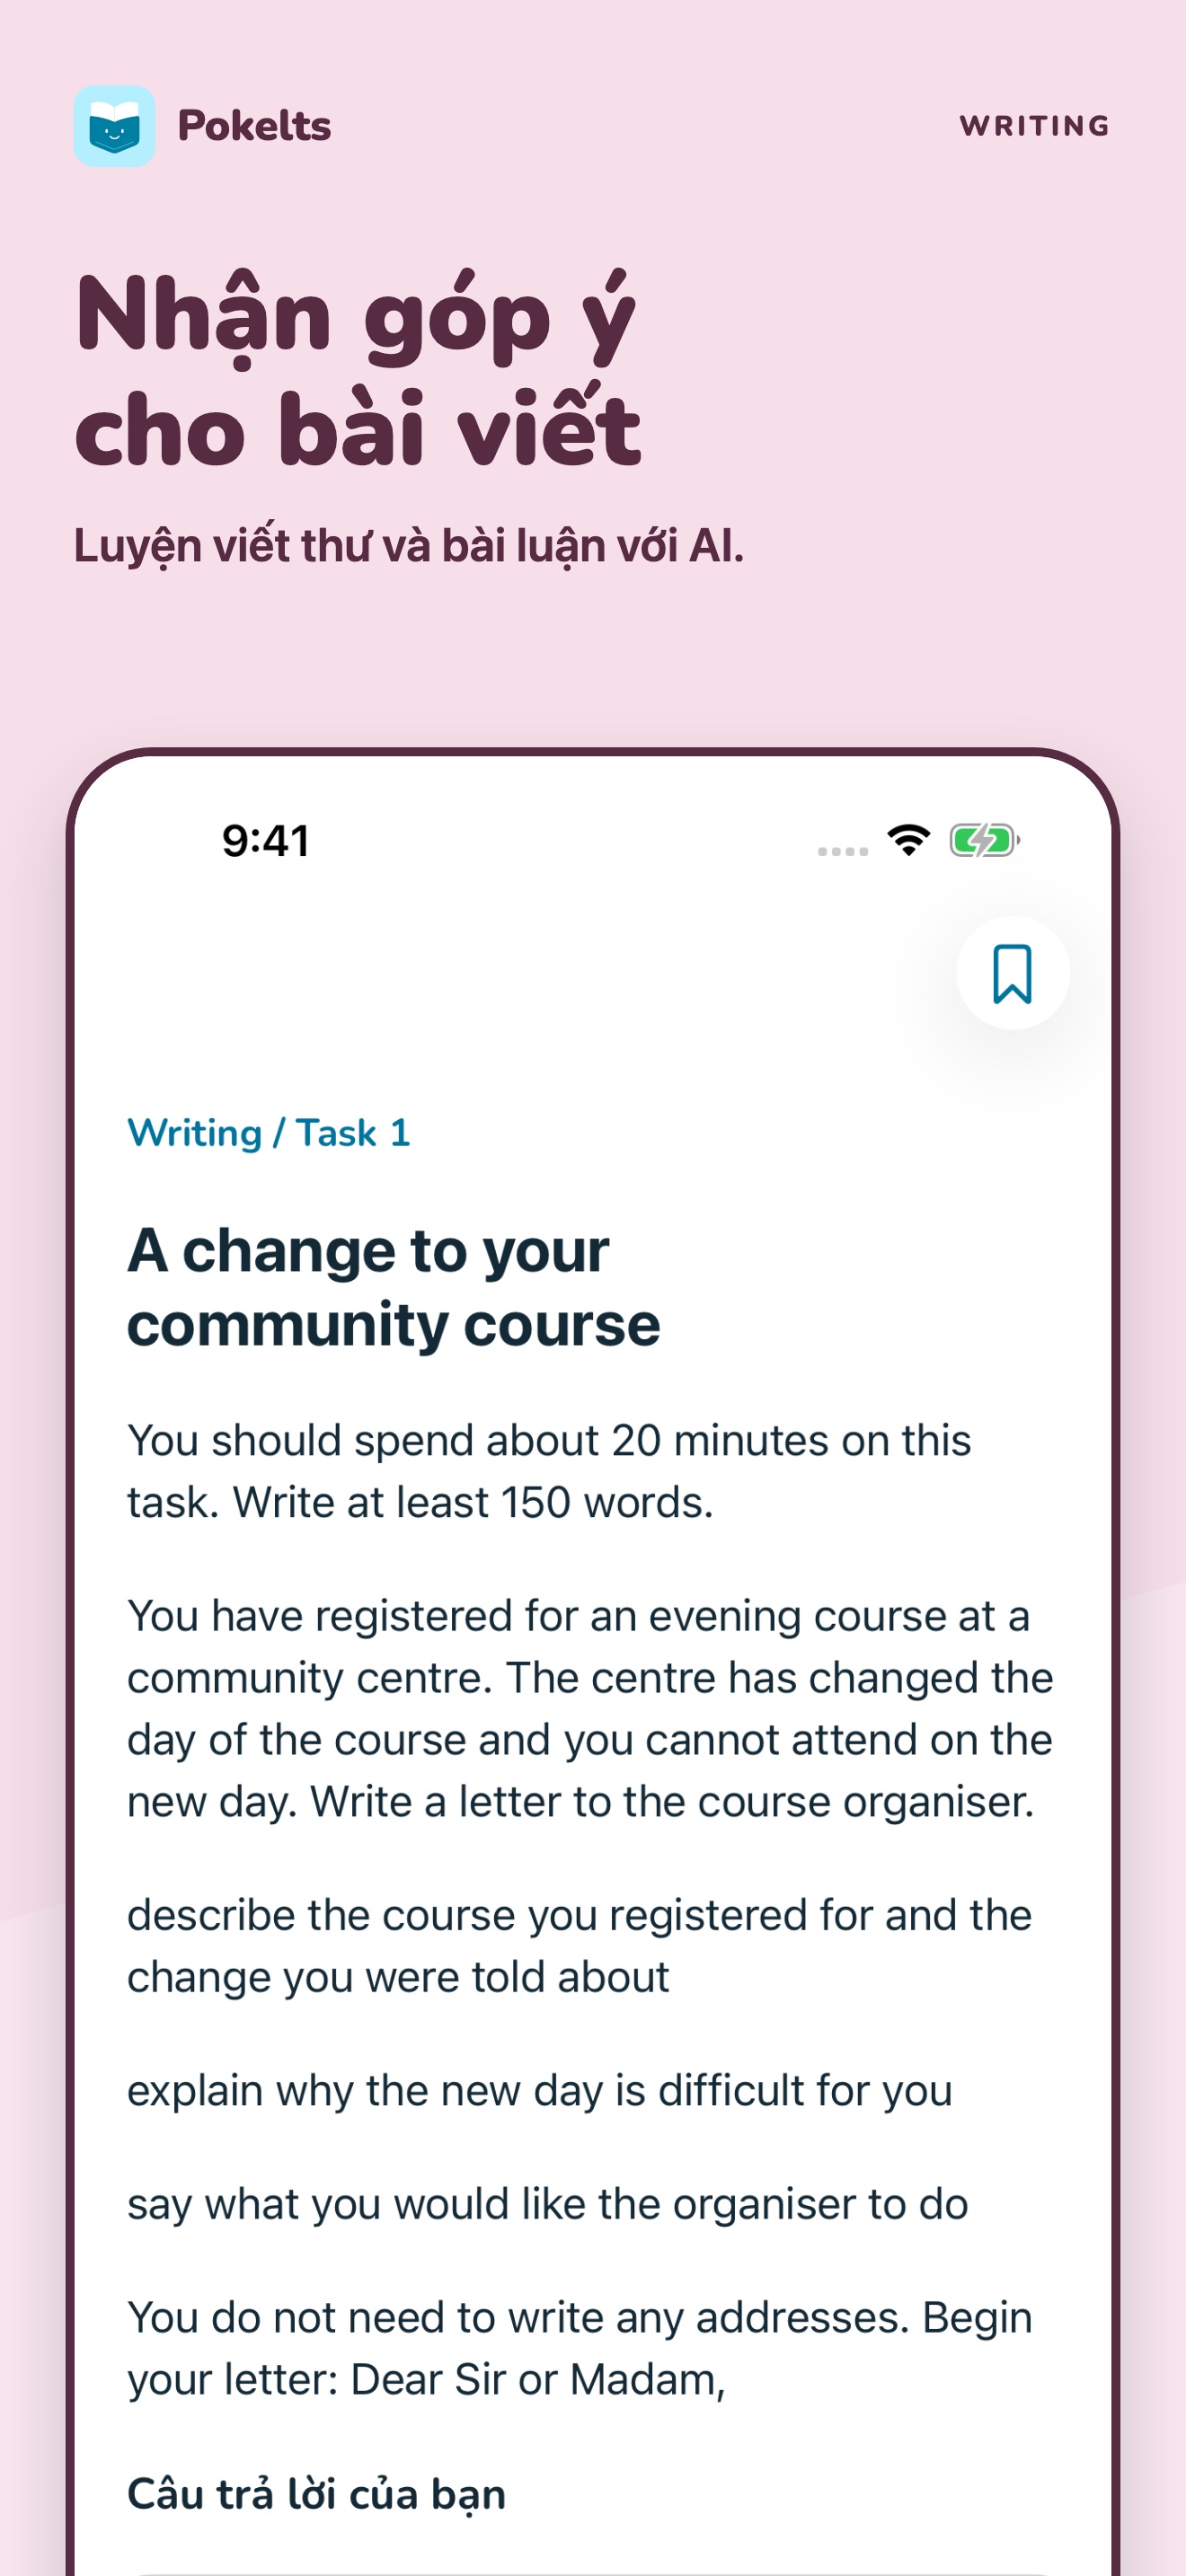 Pokelts
WRITING
Nhận góp ý
cho bài viết
Luyện viết thư và bài luận với AI.
9:41
Writing / Task 1
A change to your
community course
You should spend about 20 minutes on this
task. Write at least 150 words.
You have registered for an evening course at a
community centre. The centre has changed the
day of the course and you cannot attend on the
new day. Write a letter to the course organiser.
describe the course you registered for and the
change you were told about
explain why the new day is difficult for you
say what you would like the organiser to do
You do not need to write any addresses. Begin
your letter: Dear Sir or Madam,
Câu trả lời của bạn